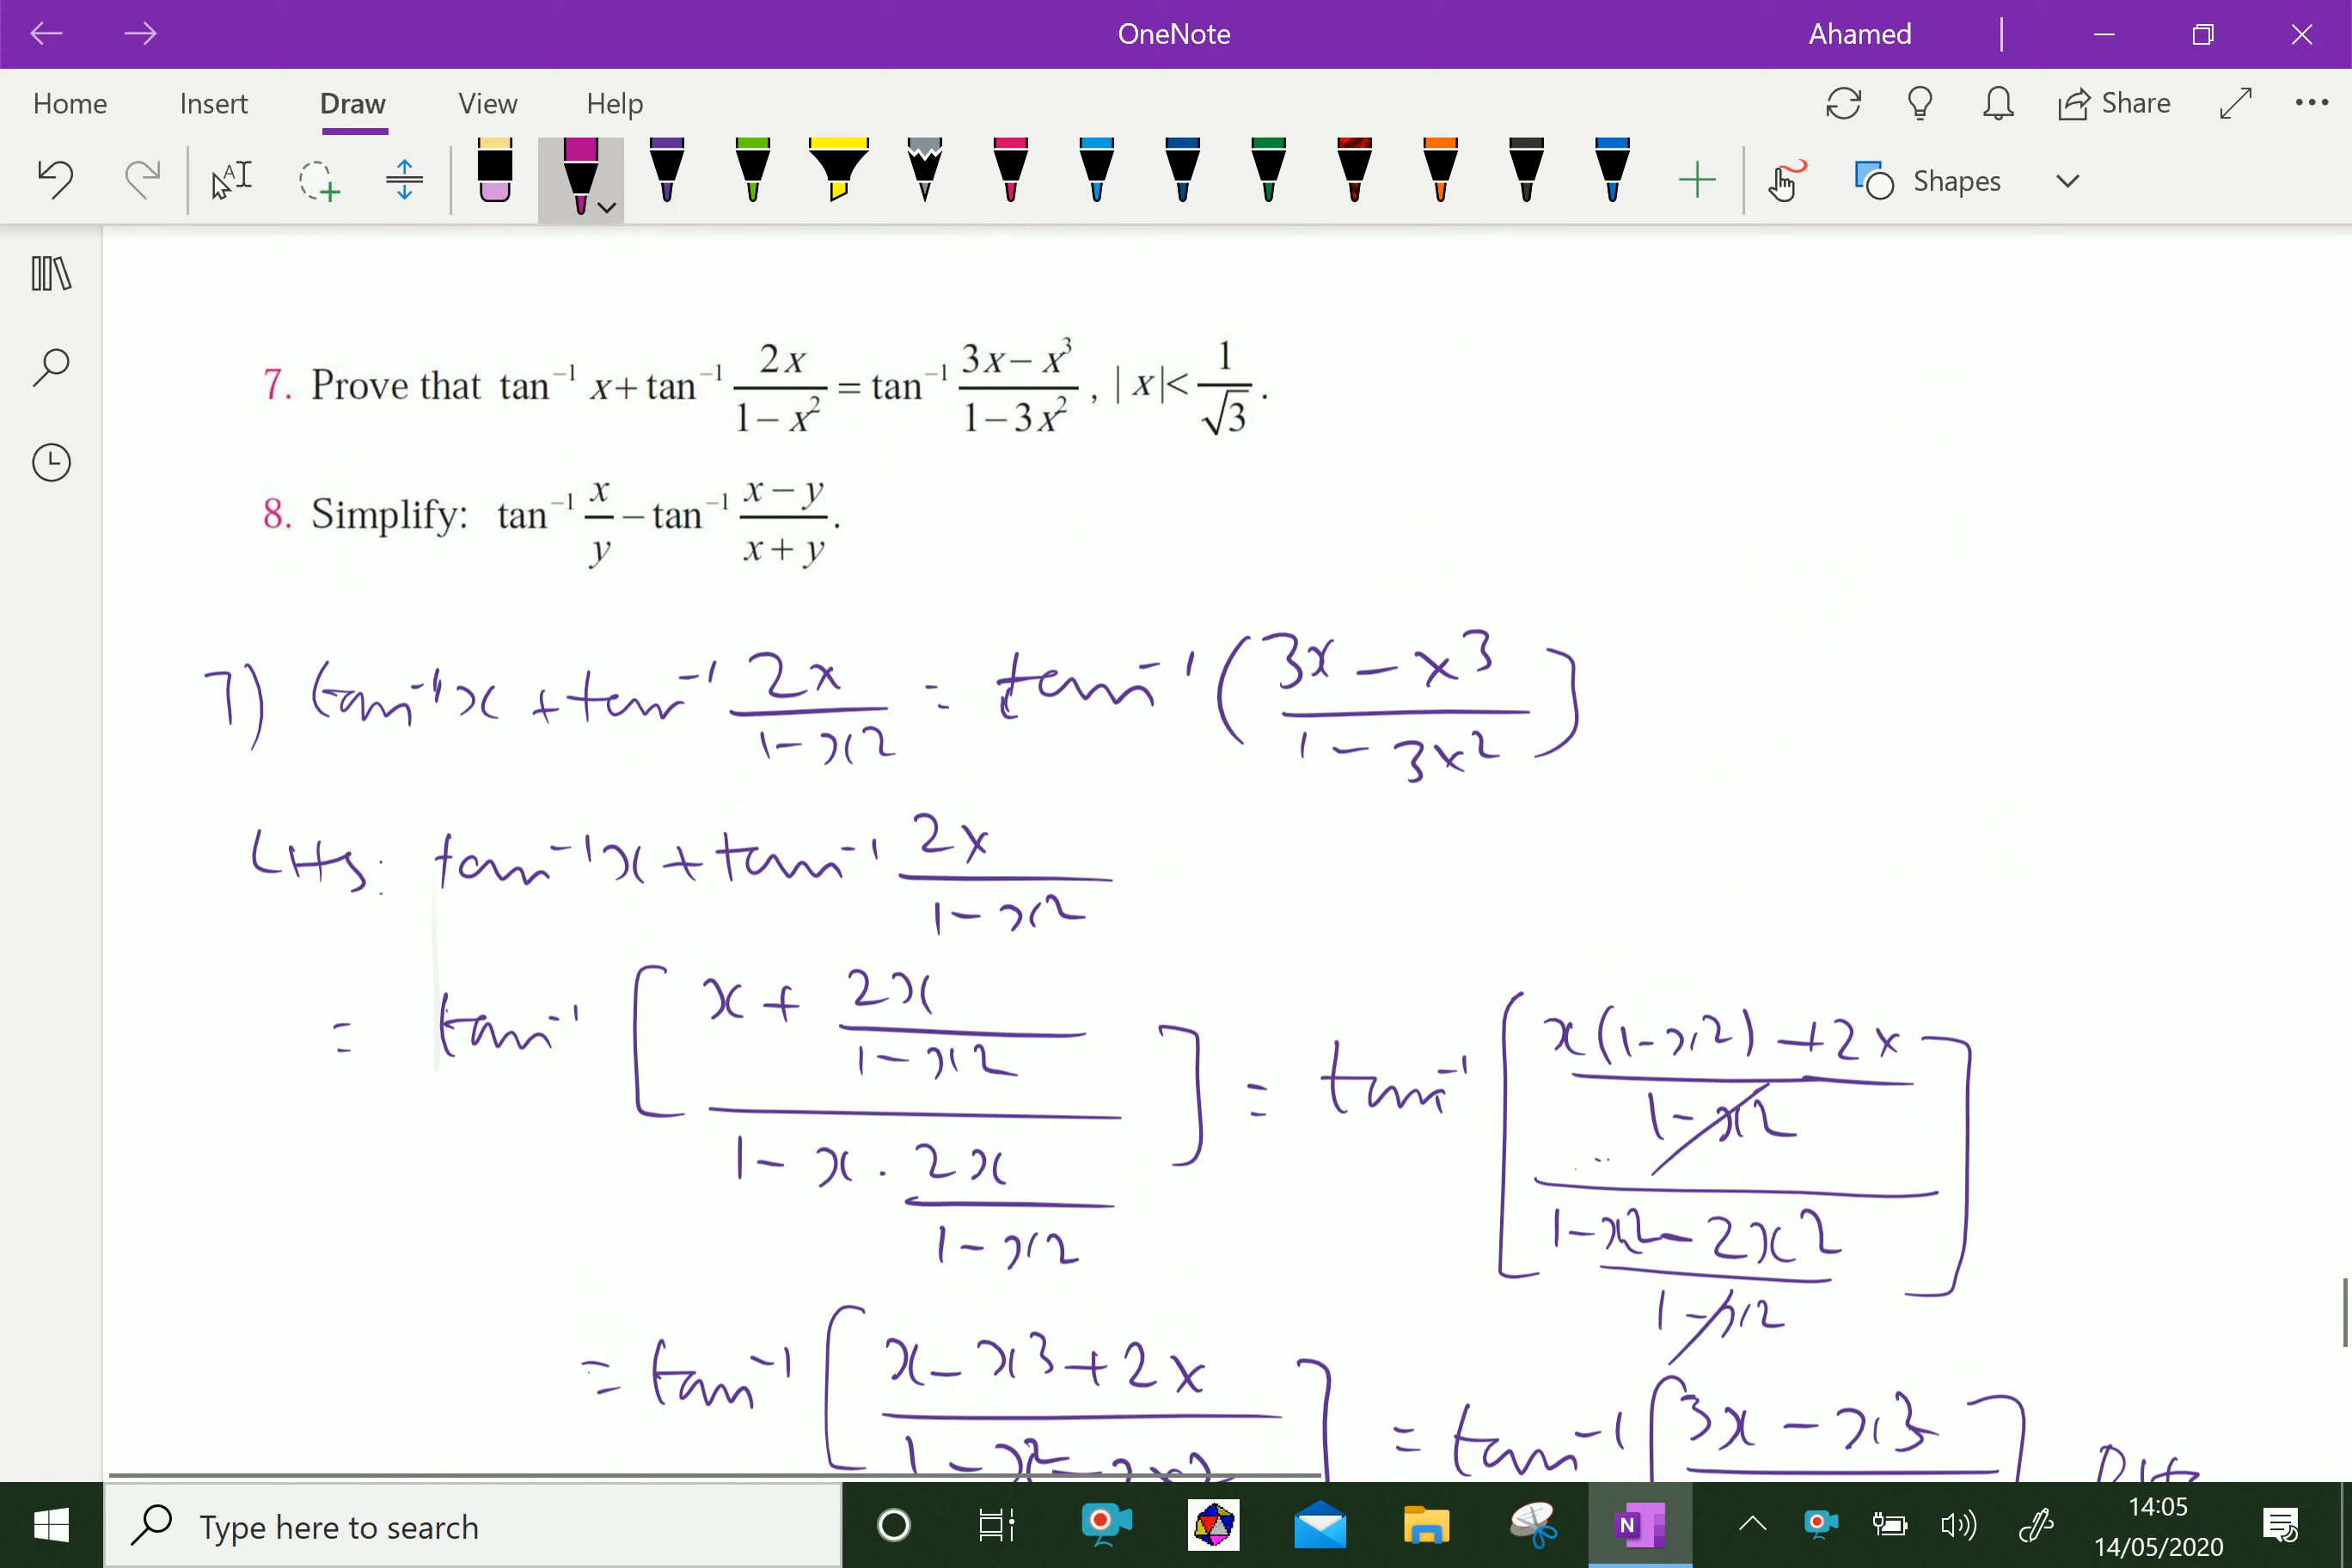 OneNote
Ahamed
Home Insert Draw View Help
Share
Shapes
7. Prove that tan⁻¹ x + tan⁻¹ 2x/(1 − x²) = tan⁻¹ (3x − x³)/(1 − 3x²), |x| < 1/√3.
8. Simplify: tan⁻¹ x/y − tan⁻¹ (x − y)/(x + y).
7) tan⁻¹x + tan⁻¹ 2x/(1 − x²) = tan⁻¹ ((3x − x³)/(1 − 3x²))
LHS: tan⁻¹x + tan⁻¹ 2x/(1 − x²)
= tan⁻¹ [(x + 2x/(1 − x²))/(1 − x · 2x/(1 − x²))] = tan⁻¹ [((x(1 − x²) + 2x)/(1 − x²))/((1 − x² − 2x²)/(1 − x²))]
= tan⁻¹ [(x − x³ + 2x)/(1 − x² − 2x²)] = tan⁻¹ [3x − x³]
Type here to search
N
14:05
14/05/2020